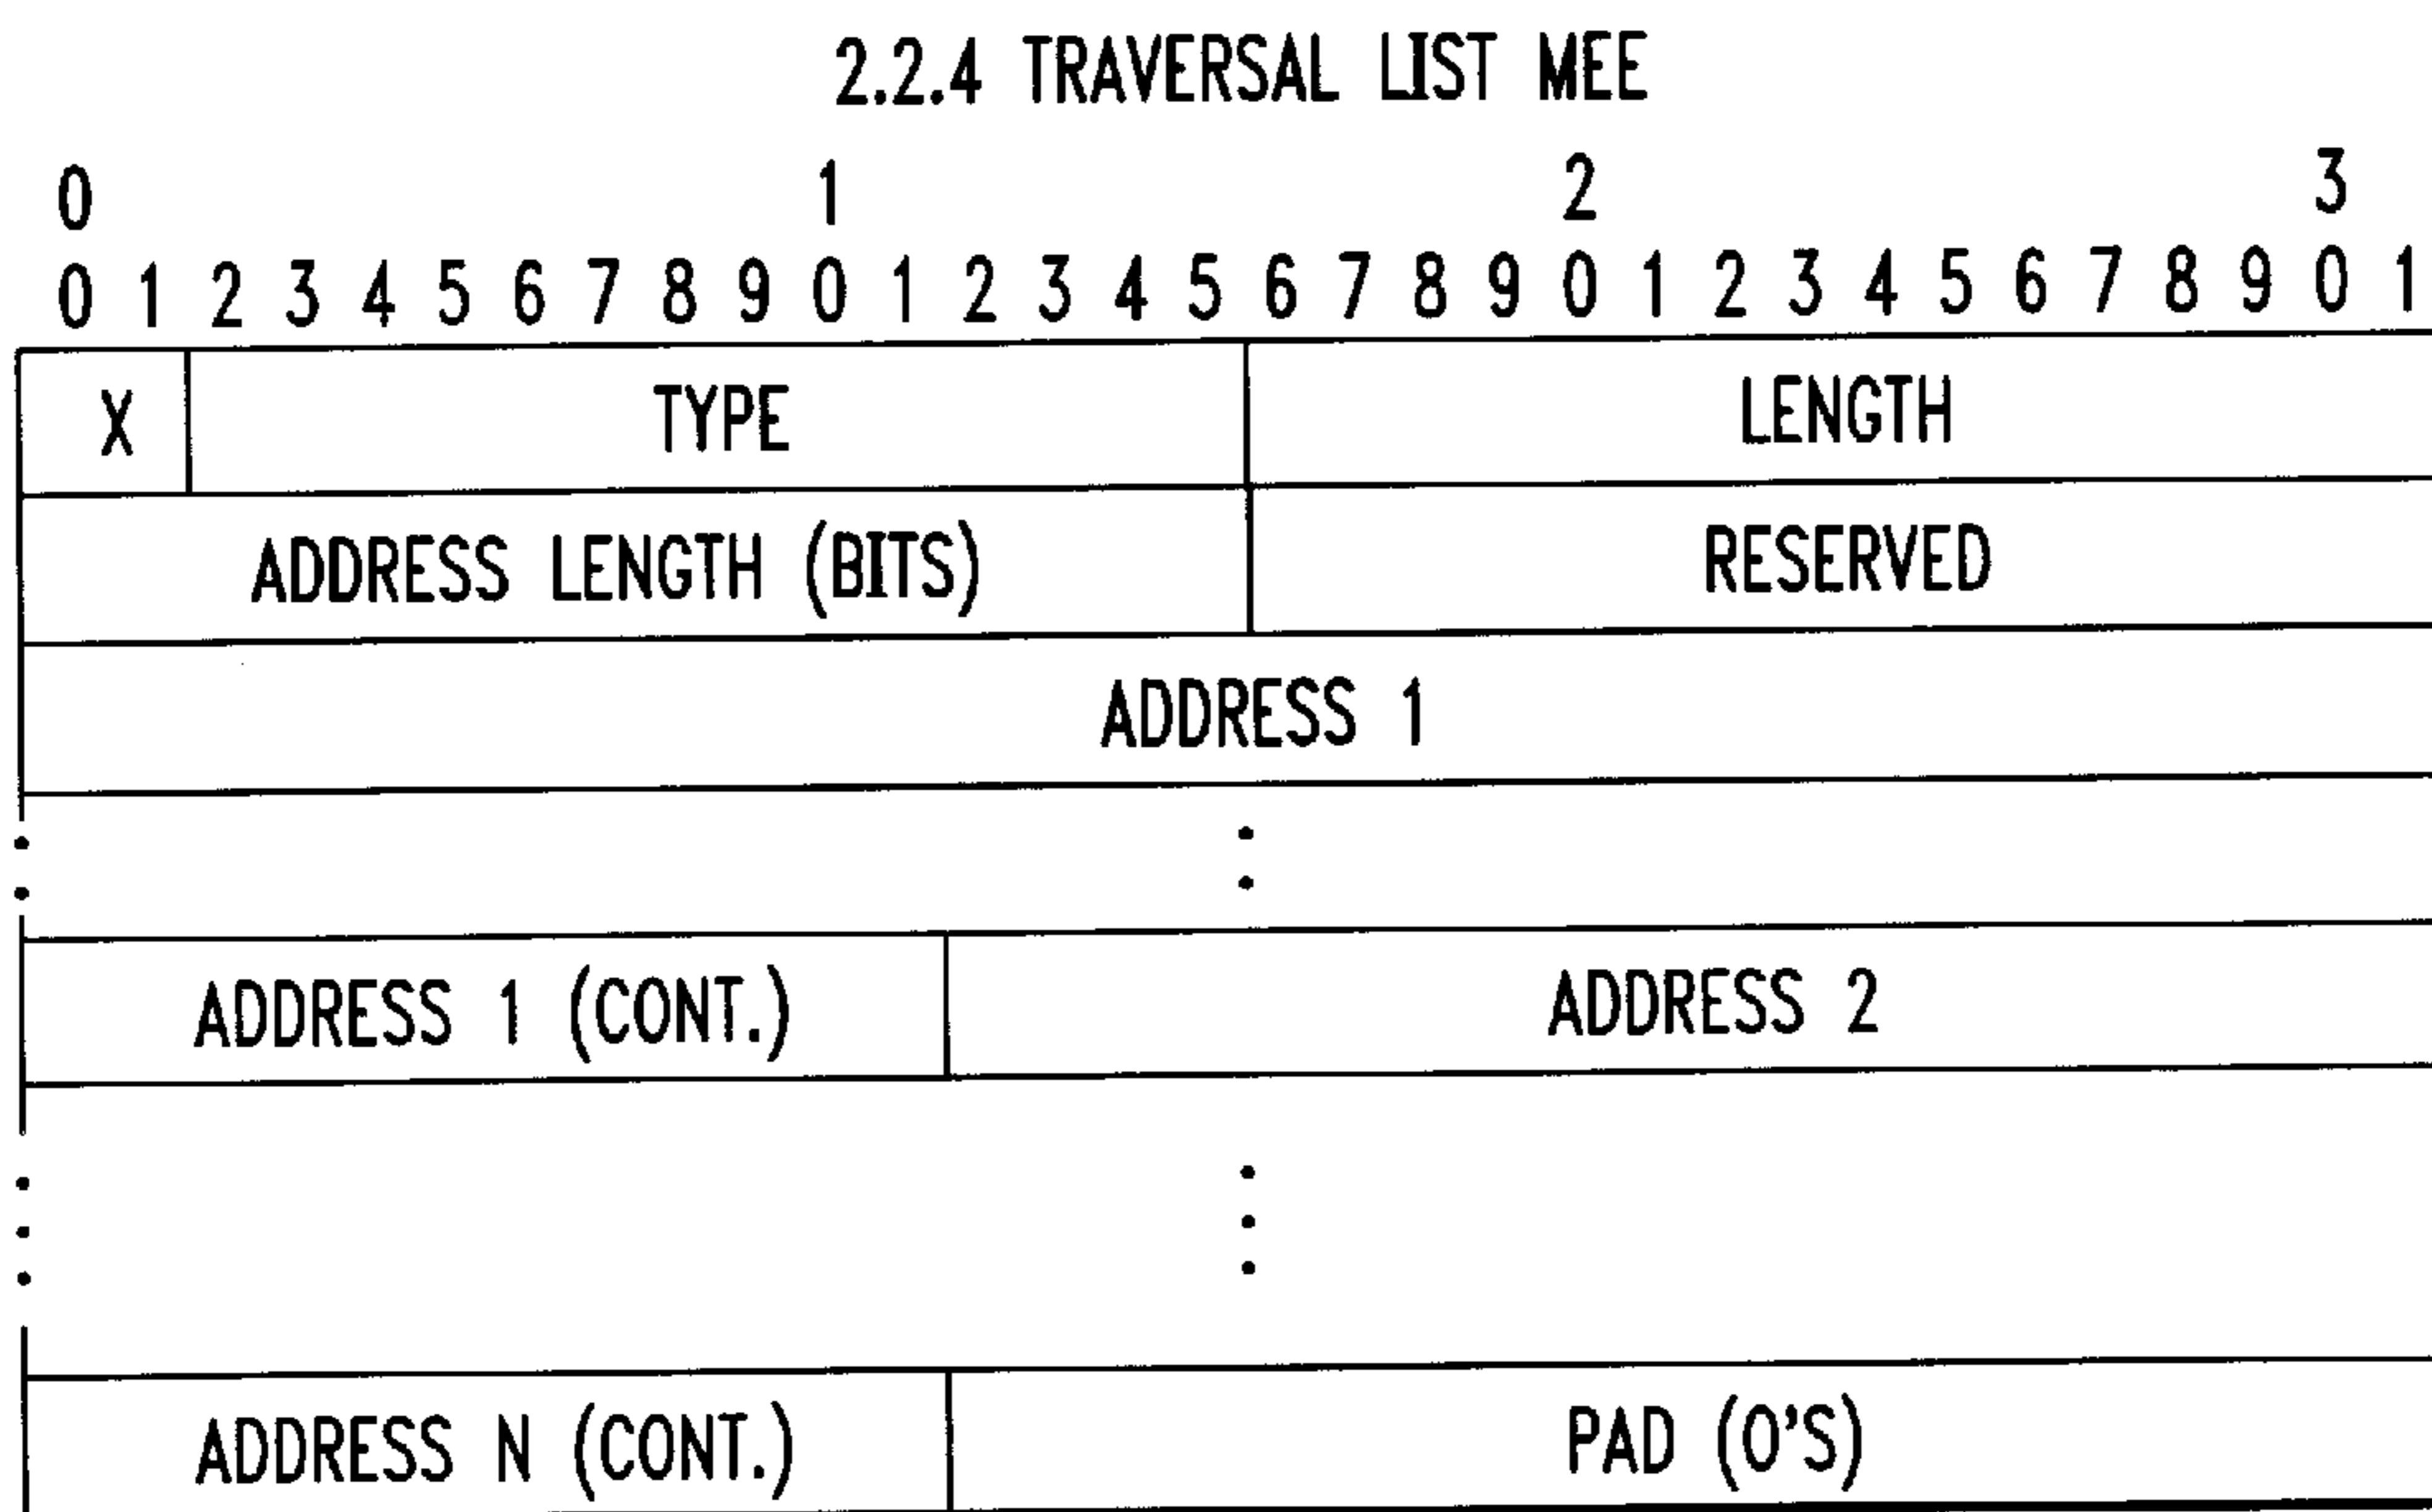 2.2.4 TRAVERSAL LIST MEE
0 1 2 3
0 1 2 3 4 5 6 7 8 9 0 1 2 3 4 5 6 7 8 9 0 1 2 3 4 5 6 7 8 9 0 1
X TYPE LENGTH
ADDRESS LENGTH (BITS) RESERVED
ADDRESS 1
ADDRESS 1 (CONT.) ADDRESS 2
ADDRESS N (CONT.) PAD (0'S)